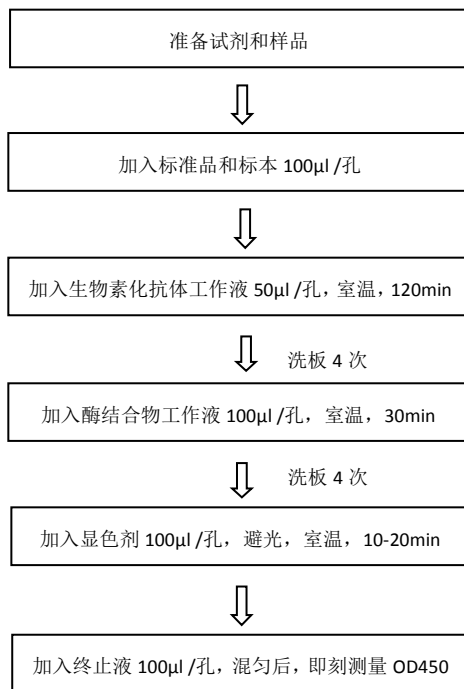 准备试剂和样品
加入标准品和标本 100μl /孔
加入生物素化抗体工作液 50μl /孔，室温，120min
洗板 4 次
加入酶结合物工作液 100μl /孔，室温，30min
洗板 4 次
加入显色剂 100μl /孔，避光，室温，10-20min
加入终止液 100μl /孔，混匀后，即刻测量 OD450